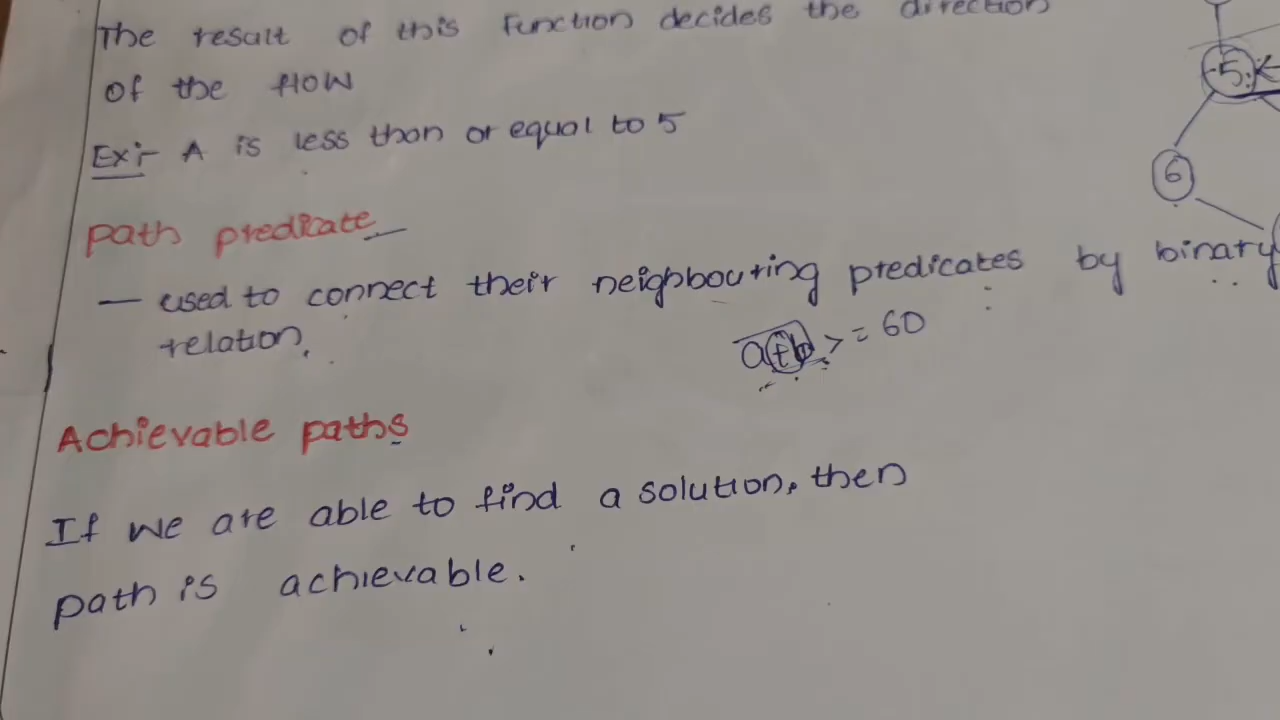 The result of this function decides the direction
of the flow
Ex:- A is less than or equal to 5
5
6
path predicate
— used to connect their neighbouring predicates by binary
relation.
a+b >= 60
Achievable paths
If we are able to find a solution, then
path is achievable.